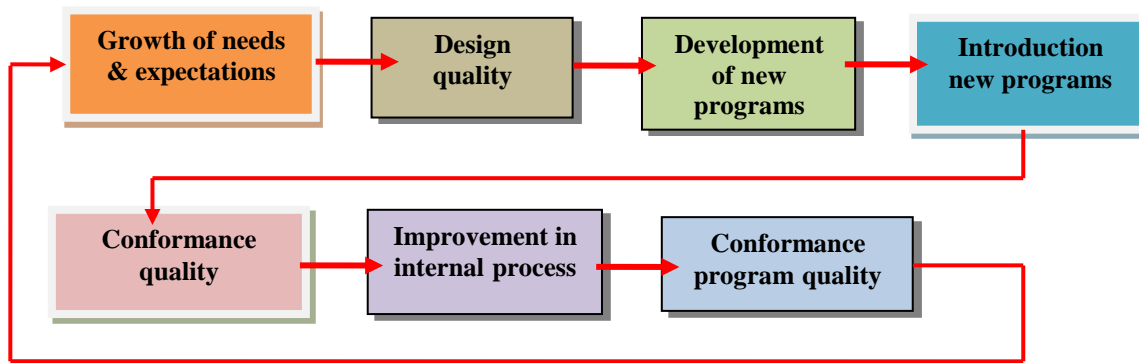 Growth of needs
& expectations
Design
quality
Development
of new
programs
Introduction
new programs
Conformance
quality
Improvement in
internal process
Conformance
program quality